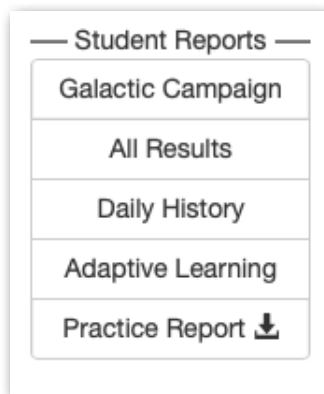 Student Reports
Galactic Campaign
All Results
Daily History
Adaptive Learning
Practice Report